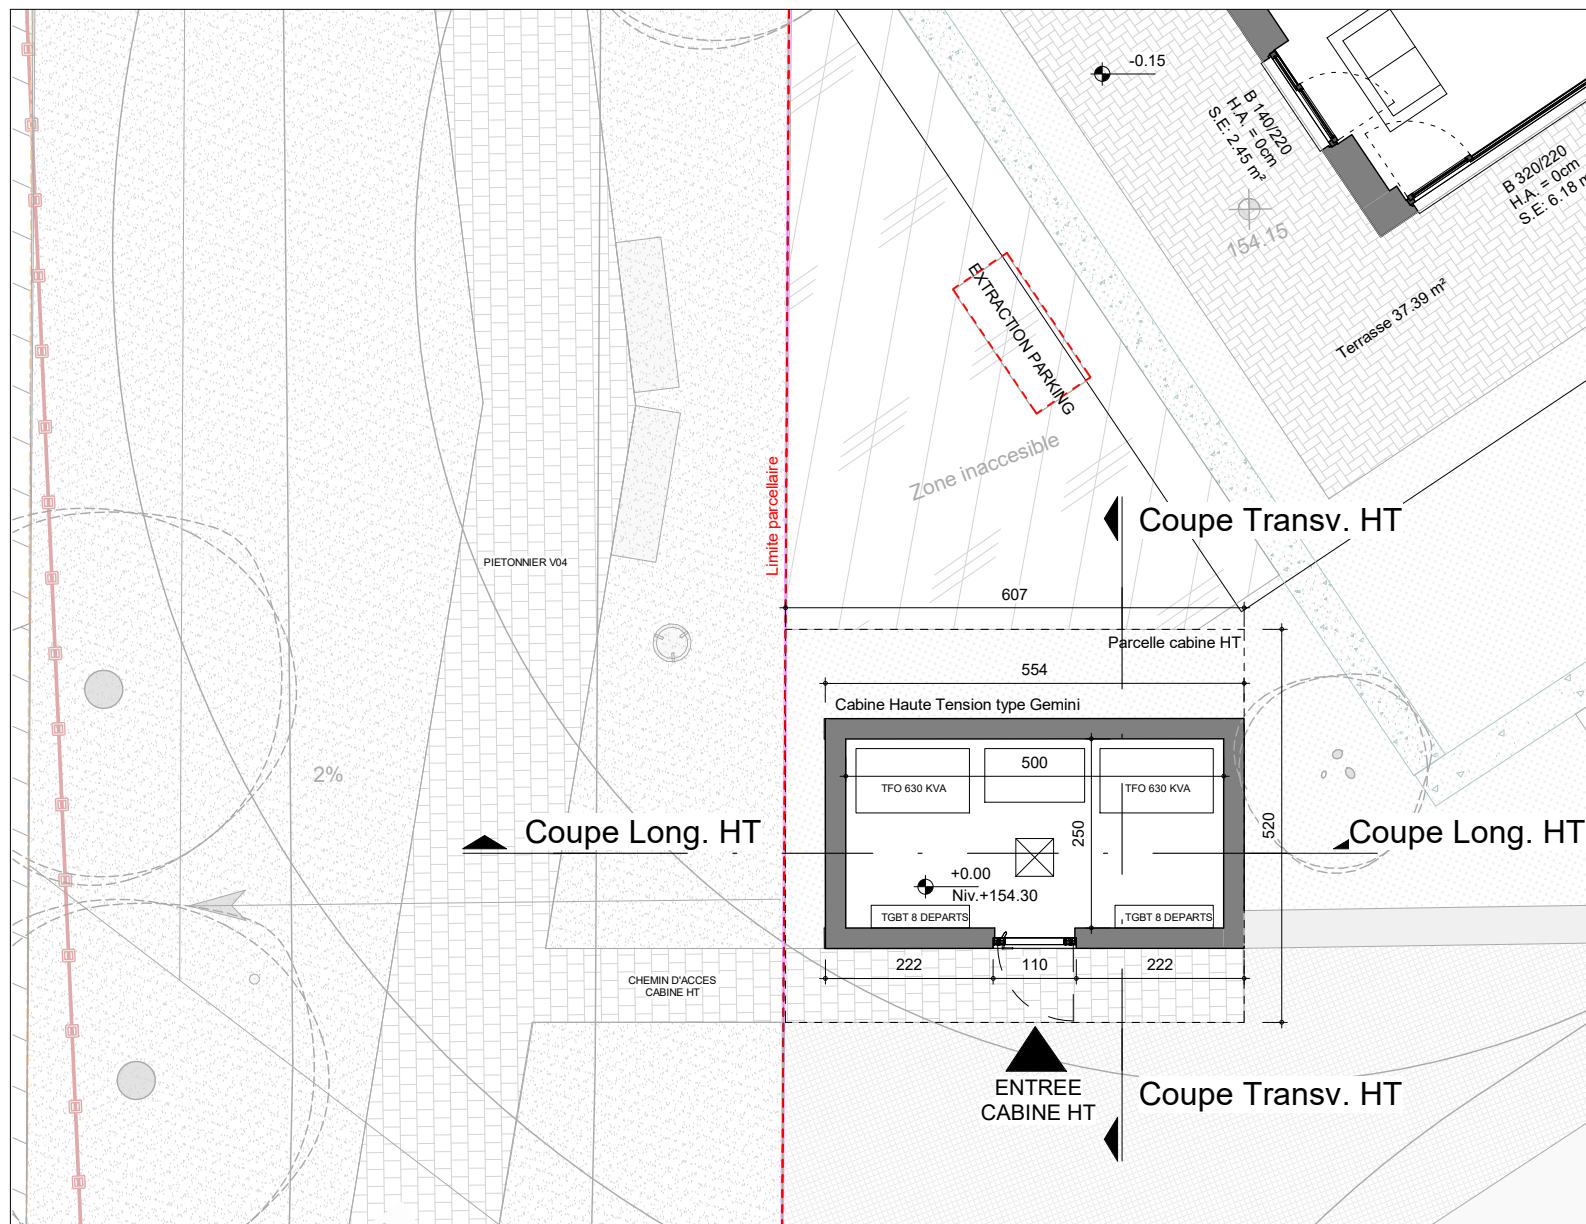 -0.15
B 140/220
H.A. = 0cm
S.E: 2.45 m²
B 320/220
H.A. = 0cm
S.E: 6.18 m
154.15
Terrasse 37.39 m²
EXTRACTION PARKING
Zone inaccesible
Limite parcellaire
Coupe Transv. HT
PIETONNIER V04
607
Parcelle cabine HT
554
Cabine Haute Tension type Gemini
2%
500
TFO 630 KVA
TFO 630 KVA
250
520
Coupe Long. HT
Coupe Long. HT
+0.00
Niv.+154.30
TGBT 8 DEPARTS
TGBT 8 DEPARTS
222
110
222
CHEMIN D'ACCES
CABINE HT
ENTREE
CABINE HT
Coupe Transv. HT